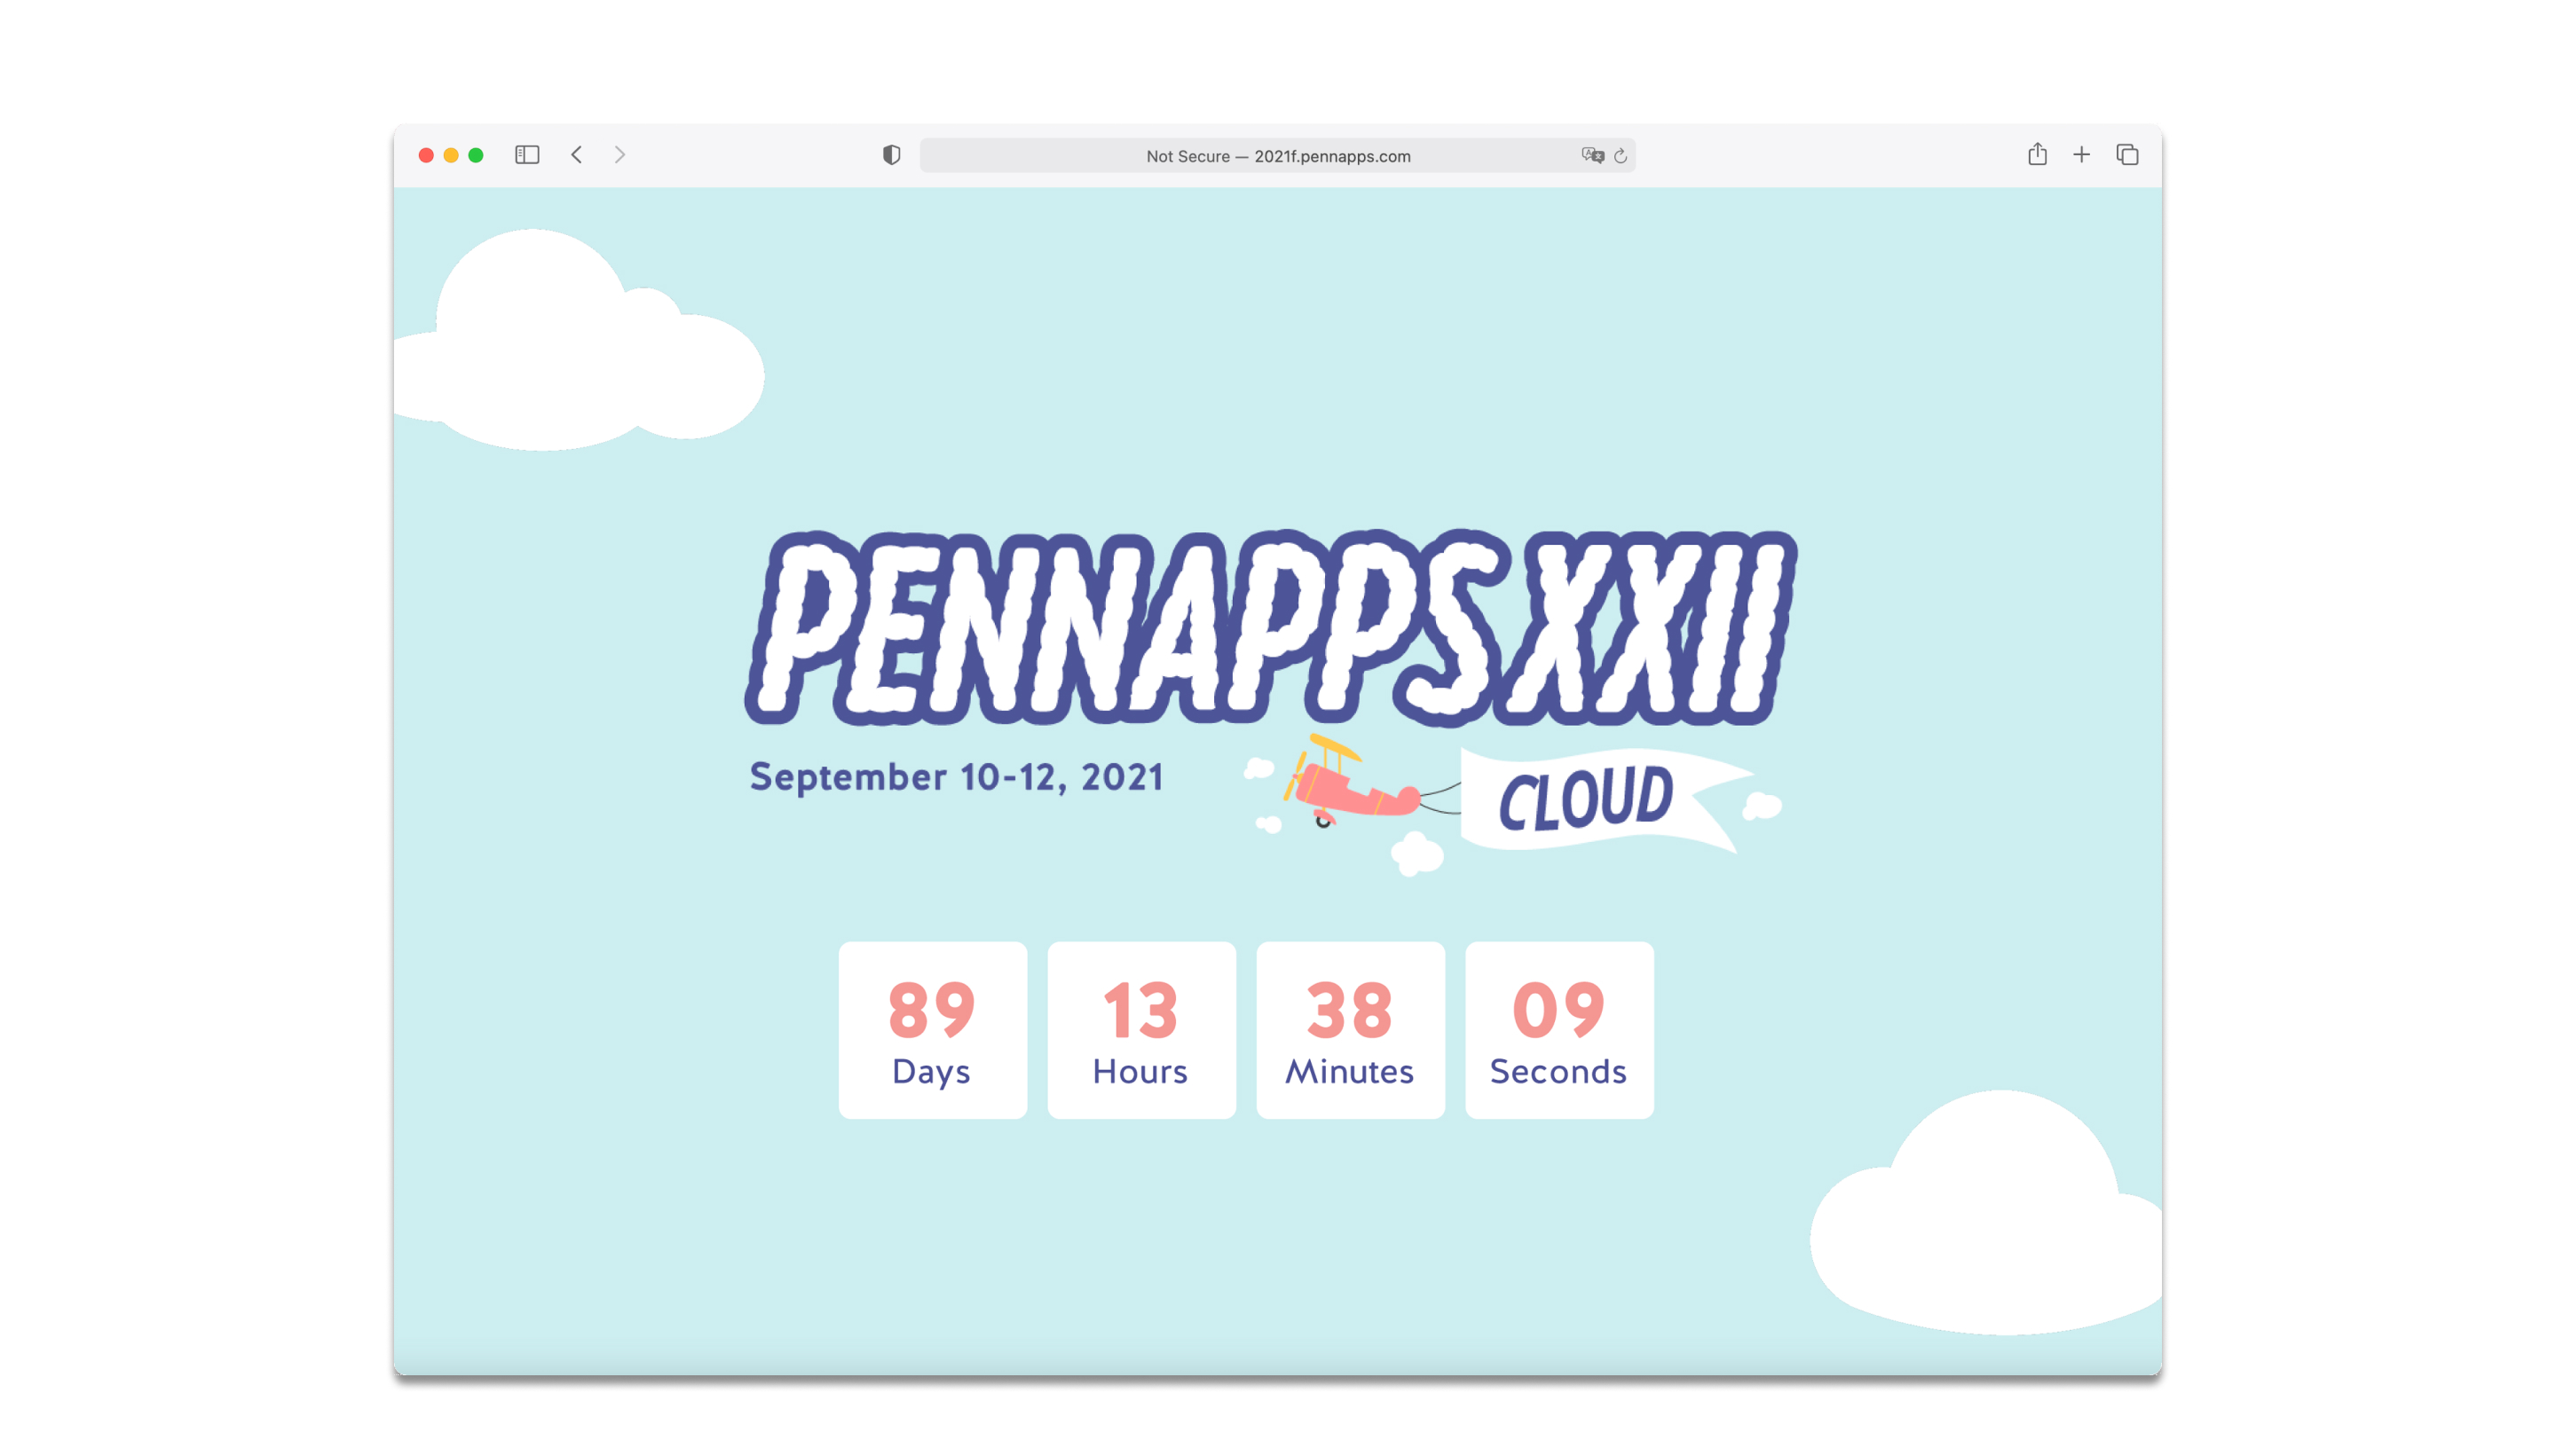 Not Secure — 2021f.pennapps.com
PENNAPPS XXII
September 10-12, 2021
CLOUD
89 13 38 09
Days Hours Minutes Seconds